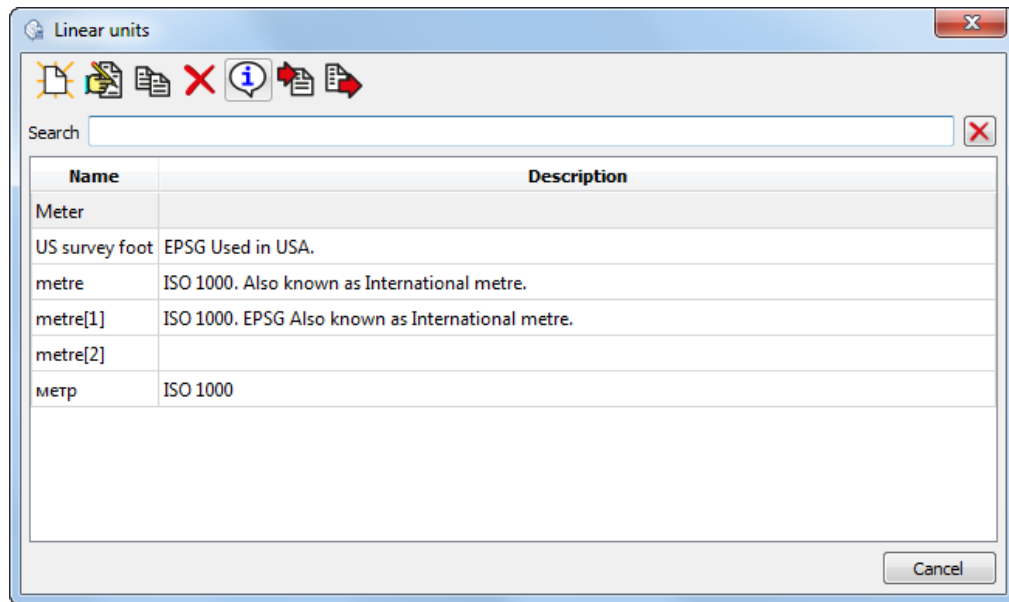 Linear units
Search
Name Description
Meter
US survey foot EPSG Used in USA.
metre ISO 1000. Also known as International metre.
metre[1] ISO 1000. EPSG Also known as International metre.
metre[2]
метр ISO 1000
Cancel